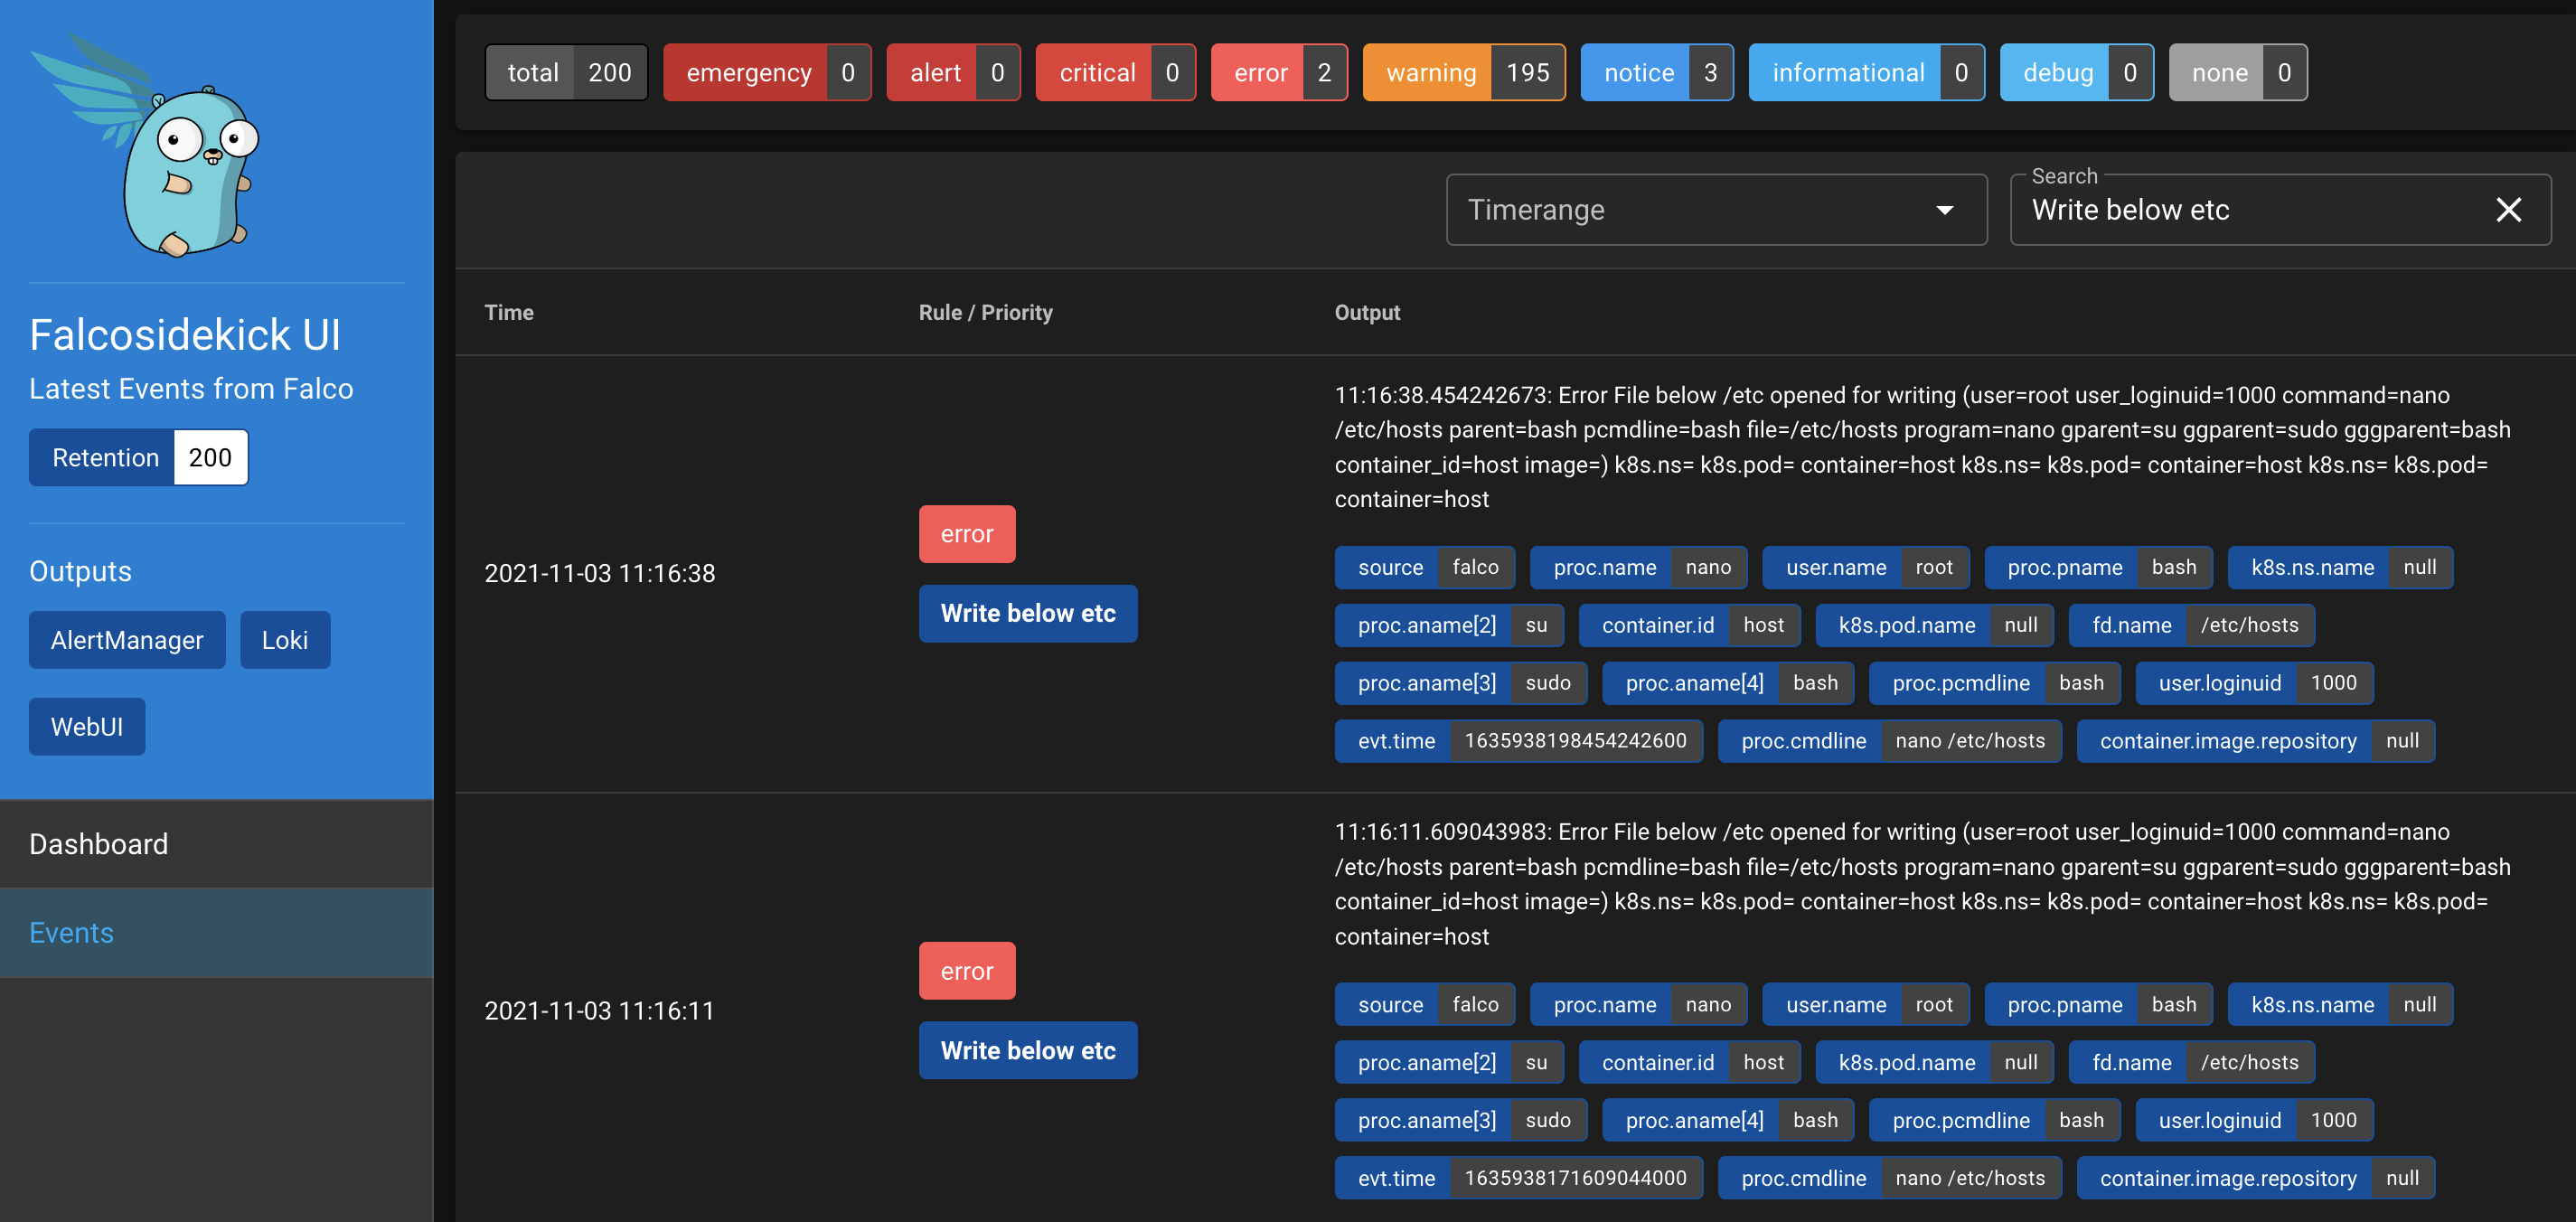 Falcosidekick UI
Latest Events from Falco
Retention 200
Outputs
AlertManager Loki
WebUI
Dashboard
Events
total 200 emergency 0 alert 0 critical 0 error 2 warning 195 notice 3 informational 0 debug 0 none 0
Timerange
Search
Write below etc
Time Rule / Priority Output
2021-11-03 11:16:38
error
Write below etc
11:16:38.454242673: Error File below /etc opened for writing (user=root user_loginuid=1000 command=nano
/etc/hosts parent=bash pcmdline=bash file=/etc/hosts program=nano gparent=su ggparent=sudo gggparent=bash
container_id=host image=) k8s.ns= k8s.pod= container=host k8s.ns= k8s.pod= container=host k8s.ns= k8s.pod=
container=host
source falco proc.name nano user.name root proc.pname bash k8s.ns.name null
proc.aname[2] su container.id host k8s.pod.name null fd.name /etc/hosts
proc.aname[3] sudo proc.aname[4] bash proc.pcmdline bash user.loginuid 1000
evt.time 1635938198454242600 proc.cmdline nano /etc/hosts container.image.repository null
2021-11-03 11:16:11
error
Write below etc
11:16:11.609043983: Error File below /etc opened for writing (user=root user_loginuid=1000 command=nano
/etc/hosts parent=bash pcmdline=bash file=/etc/hosts program=nano gparent=su ggparent=sudo gggparent=bash
container_id=host image=) k8s.ns= k8s.pod= container=host k8s.ns= k8s.pod= container=host k8s.ns= k8s.pod=
container=host
source falco proc.name nano user.name root proc.pname bash k8s.ns.name null
proc.aname[2] su container.id host k8s.pod.name null fd.name /etc/hosts
proc.aname[3] sudo proc.aname[4] bash proc.pcmdline bash user.loginuid 1000
evt.time 1635938171609044000 proc.cmdline nano /etc/hosts container.image.repository null